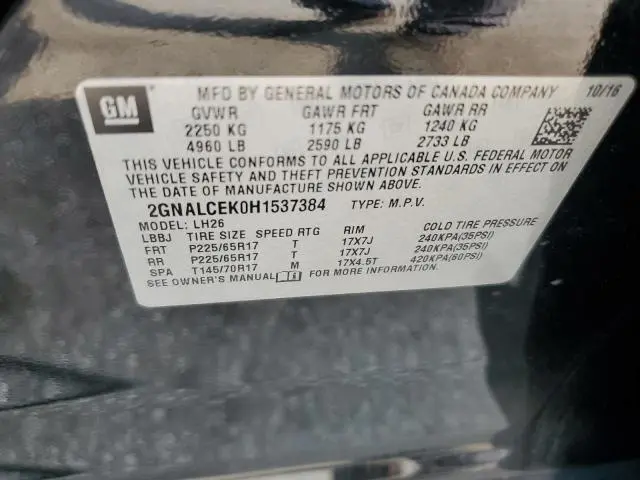 GM
MFD BY GENERAL MOTORS OF CANADA COMPANY 10/16
GVWR GAWR FRT GAWR RR
2250 KG 1175 KG 1240 KG
4960 LB 2590 LB 2733 LB
THIS VEHICLE CONFORMS TO ALL APPLICABLE U.S. FEDERAL MOTOR
VEHICLE SAFETY AND THEFT PREVENTION STANDARDS IN EFFECT ON
THE DATE OF MANUFACTURE SHOWN ABOVE.
2GNALCEK0H1537384 TYPE: M.P.V.
MODEL: LH26
LBBJ TIRE SIZE SPEED RTG RIM COLD TIRE PRESSURE
FRT P225/65R17 T 17X7J 240KPA(35PSI)
RR P225/65R17 T 17X7J 240KPA(35PSI)
SPA T145/70R17 M 17X4.5T 420KPA(60PSI)
SEE OWNER'S MANUAL FOR MORE INFORMATION.